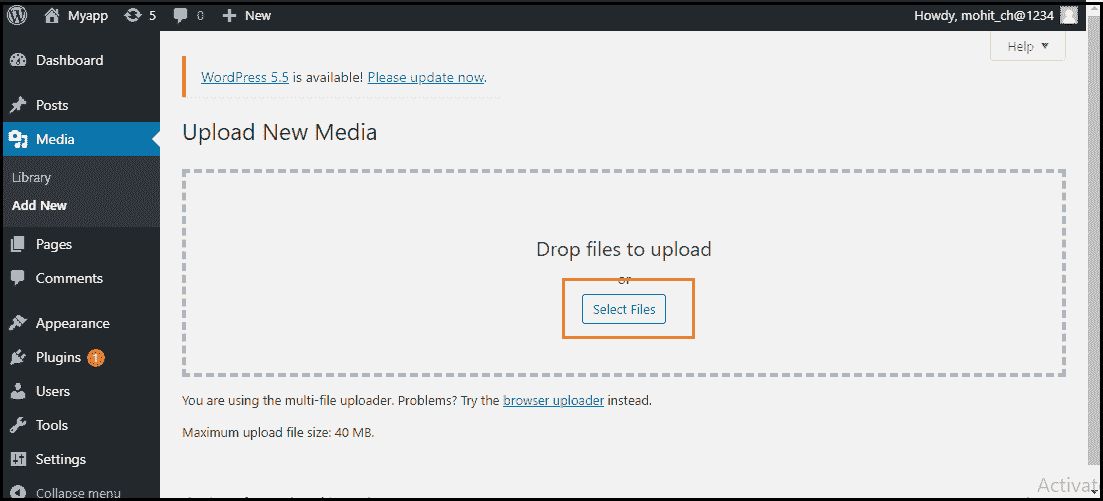 Myapp 5 0 New Howdy, mohit_ch@1234
Help
Dashboard
Posts
Media
Library
Add New
Pages
Comments
Appearance
Plugins 1
Users
Tools
Settings
Collapse menu
WordPress 5.5 is available! Please update now.
Upload New Media
Drop files to upload
or
Select Files
You are using the multi-file uploader. Problems? Try the browser uploader instead.
Maximum upload file size: 40 MB.
Activat